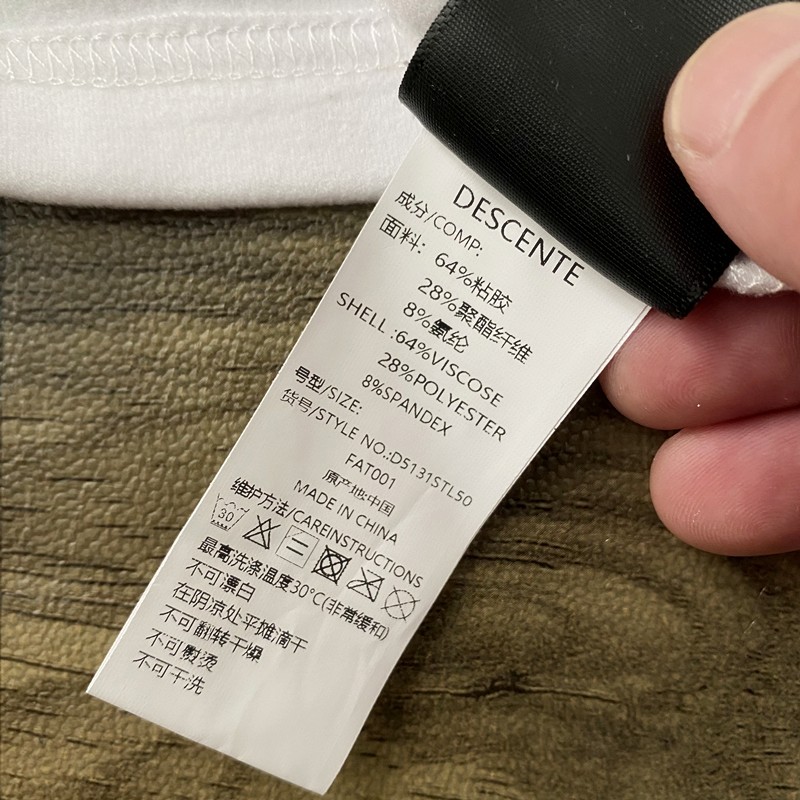 DESCENTE
成分/COMP:
面料: 64%粘胶
28%聚酯纤维
8%氨纶
SHELL :64%VISCOSE
28%POLYESTER
8%SPANDEX
号型/SIZE:
货号/STYLE NO.:D5131STL50
FAT001
原产地:中国
MADE IN CHINA
维护方法/CAREINSTRUCTIONS
30
最高洗涤温度30°C(非常缓和)
不可漂白
在阴凉处平摊滴干
不可翻转干燥
不可熨烫
不可干洗